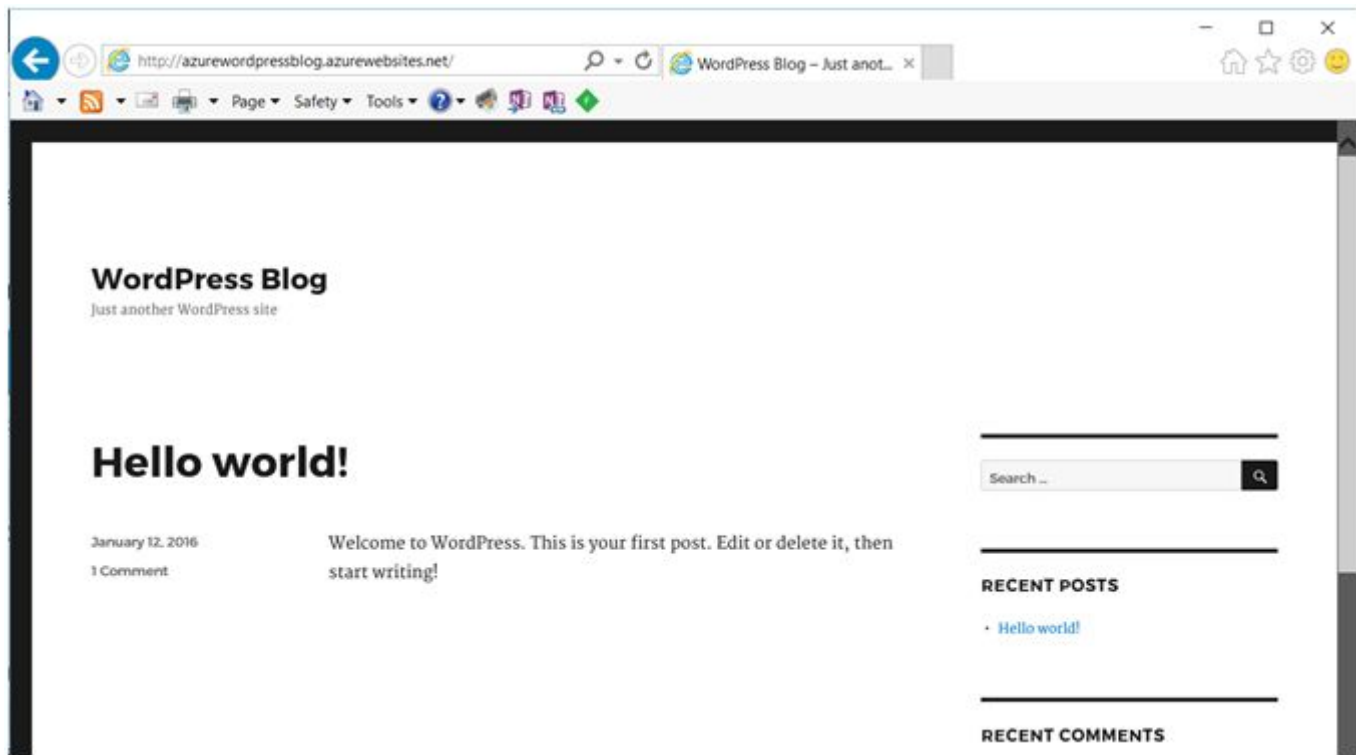 http://azurewordpressblog.azurewebsites.net/
WordPress Blog – Just anot...
Page Safety Tools
WordPress Blog
Just another WordPress site
Hello world!
January 12, 2016
1 Comment
Welcome to WordPress. This is your first post. Edit or delete it, then
start writing!
Search ...
RECENT POSTS
Hello world!
RECENT COMMENTS